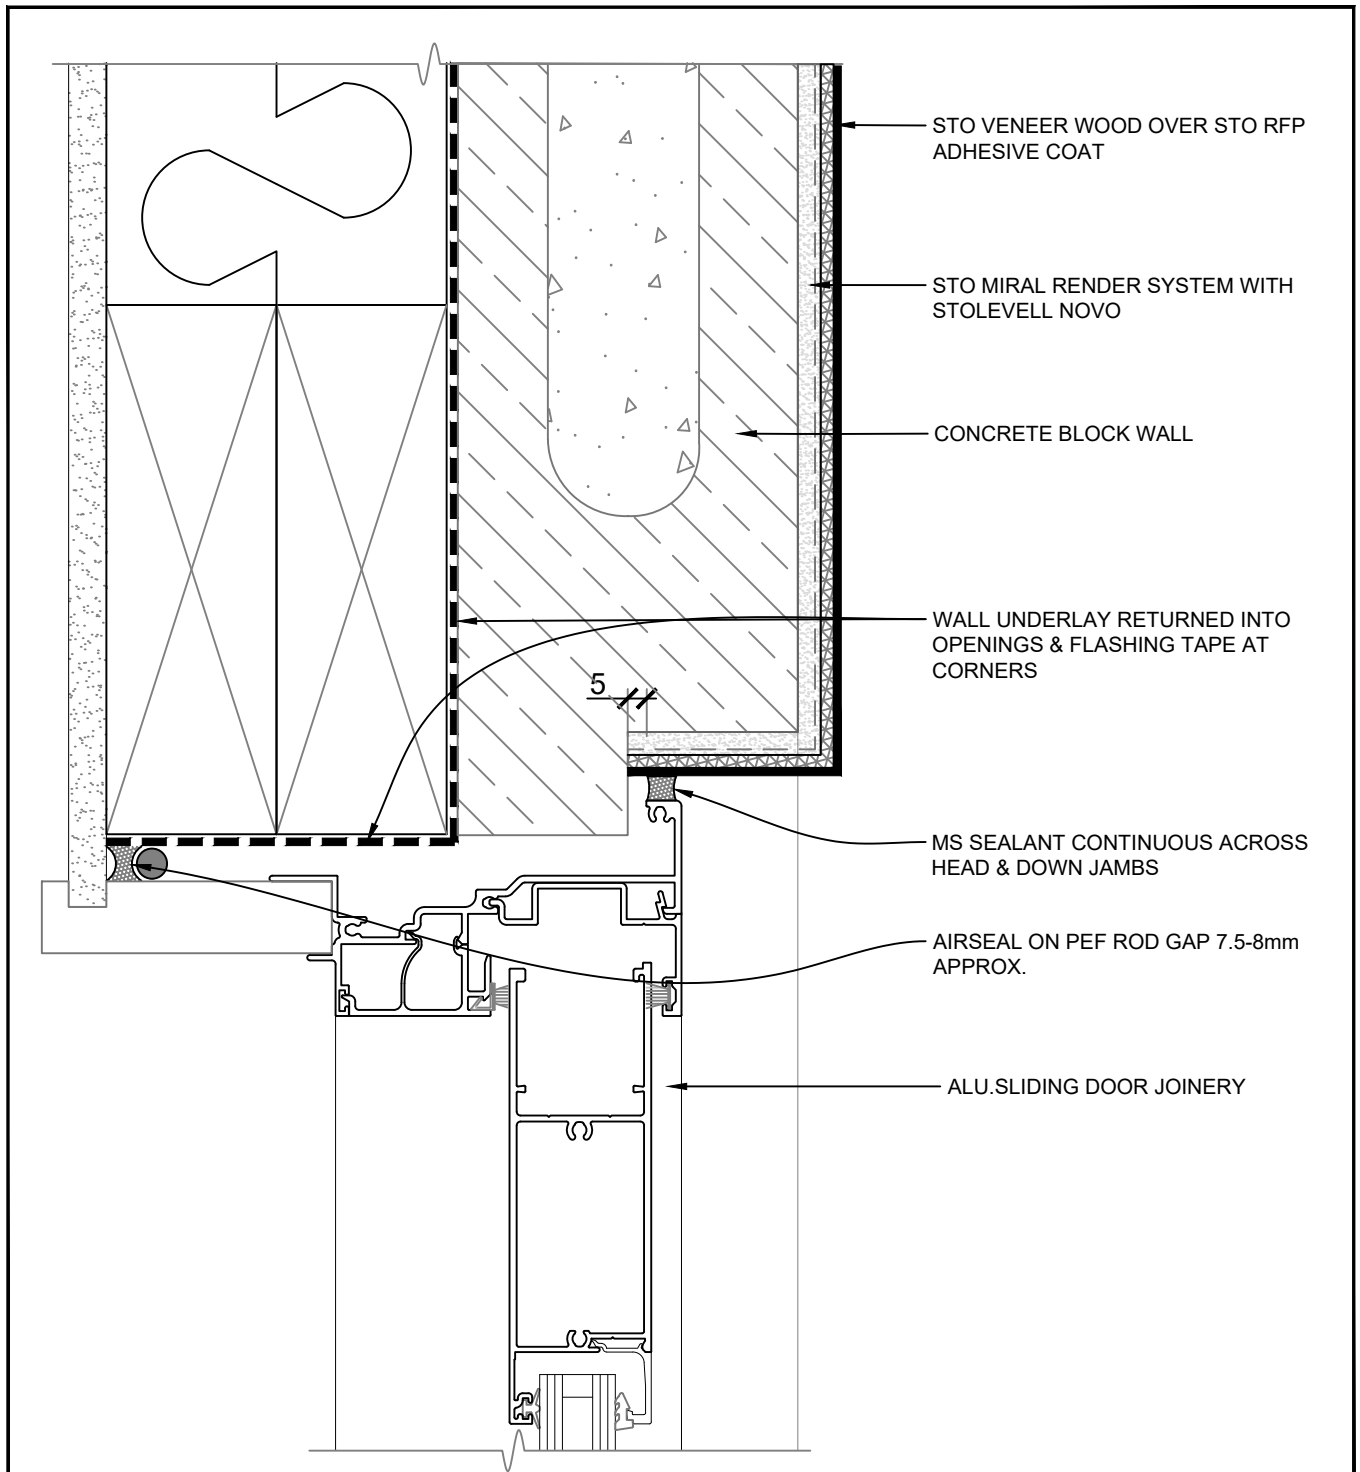 STO VENEER WOOD OVER STO RFP
ADHESIVE COAT
STO MIRAL RENDER SYSTEM WITH
STOLEVELL NOVO
CONCRETE BLOCK WALL
WALL UNDERLAY RETURNED INTO
OPENINGS & FLASHING TAPE AT
CORNERS
5
MS SEALANT CONTINUOUS ACROSS
HEAD & DOWN JAMBS
AIRSEAL ON PEF ROD GAP 7.5-8mm
APPROX.
ALU.SLIDING DOOR JOINERY